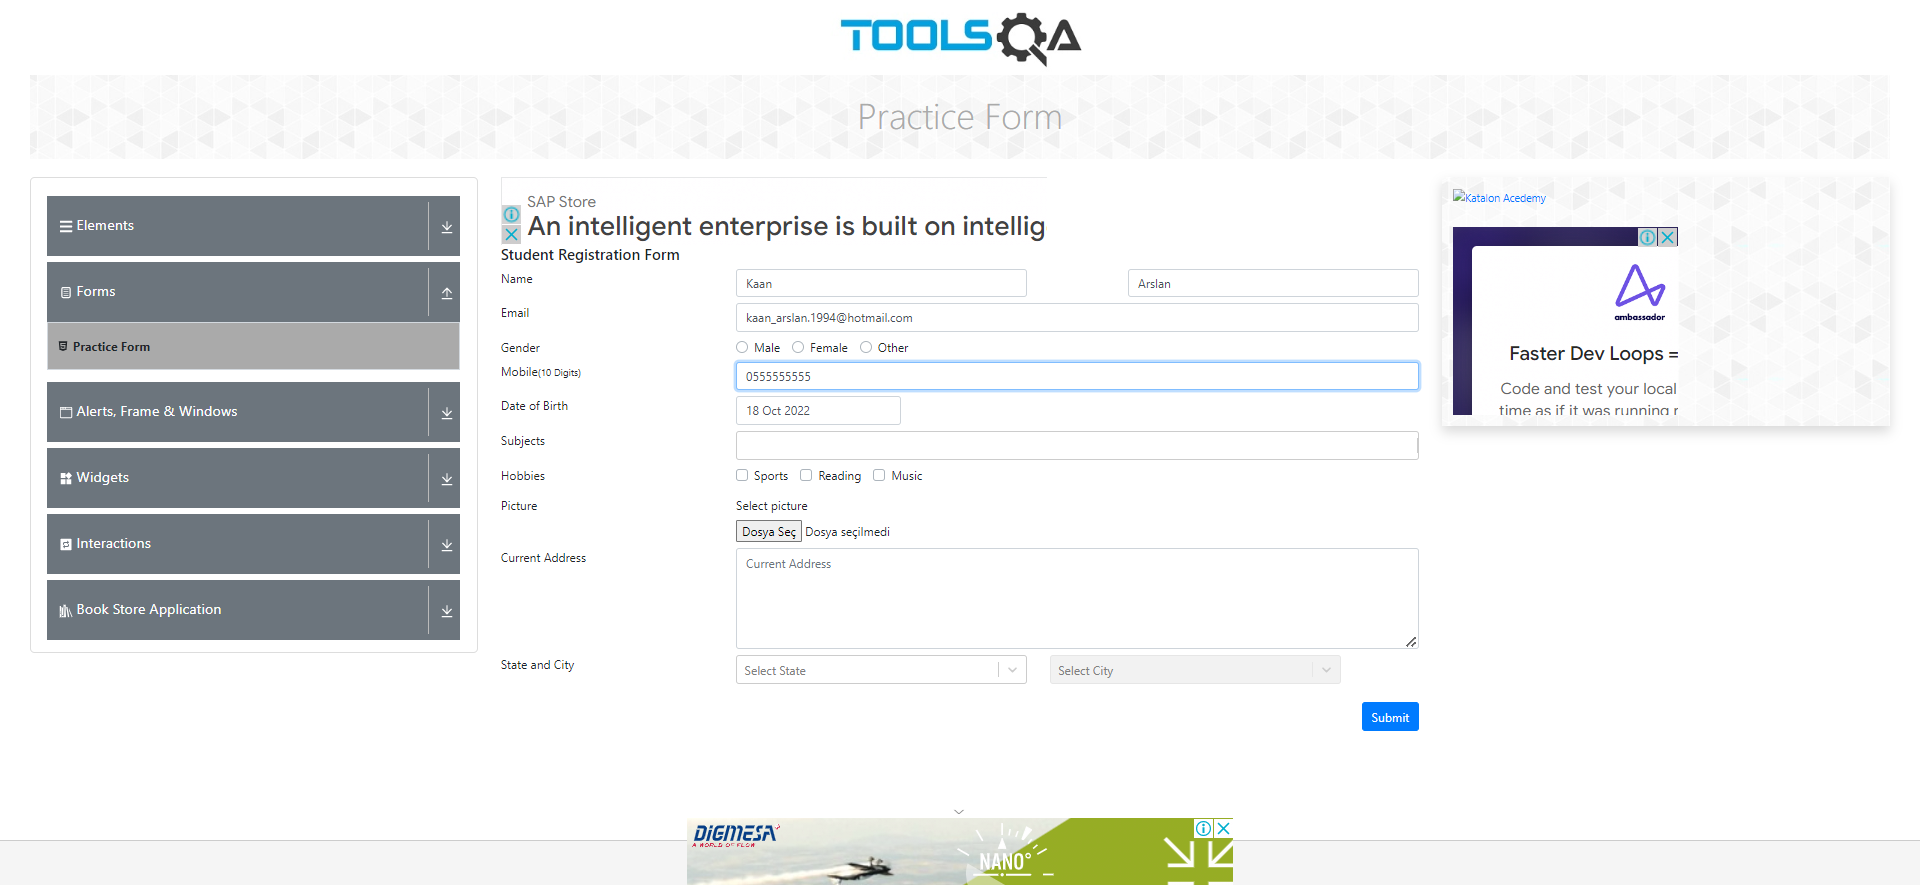 TOOLSQA
Practice Form
Elements
Forms
Practice Form
Alerts, Frame & Windows
Widgets
Interactions
Book Store Application
SAP Store
An intelligent enterprise is built on intellig
Student Registration Form
Name Kaan Arslan
Email kaan_arslan.1994@hotmail.com
Gender Male Female Other
Mobile(10 Digits) 0555555555
Date of Birth 18 Oct 2022
Subjects
Hobbies Sports Reading Music
Picture Select picture
Dosya Seç Dosya seçilmedi
Current Address Current Address
State and City Select State Select City
Submit
Katalon Acedemy
ambassador
Faster Dev Loops =
Code and test your local
time as if it was running r
DIGMESA
A WORLD OF FLOW
NANO°